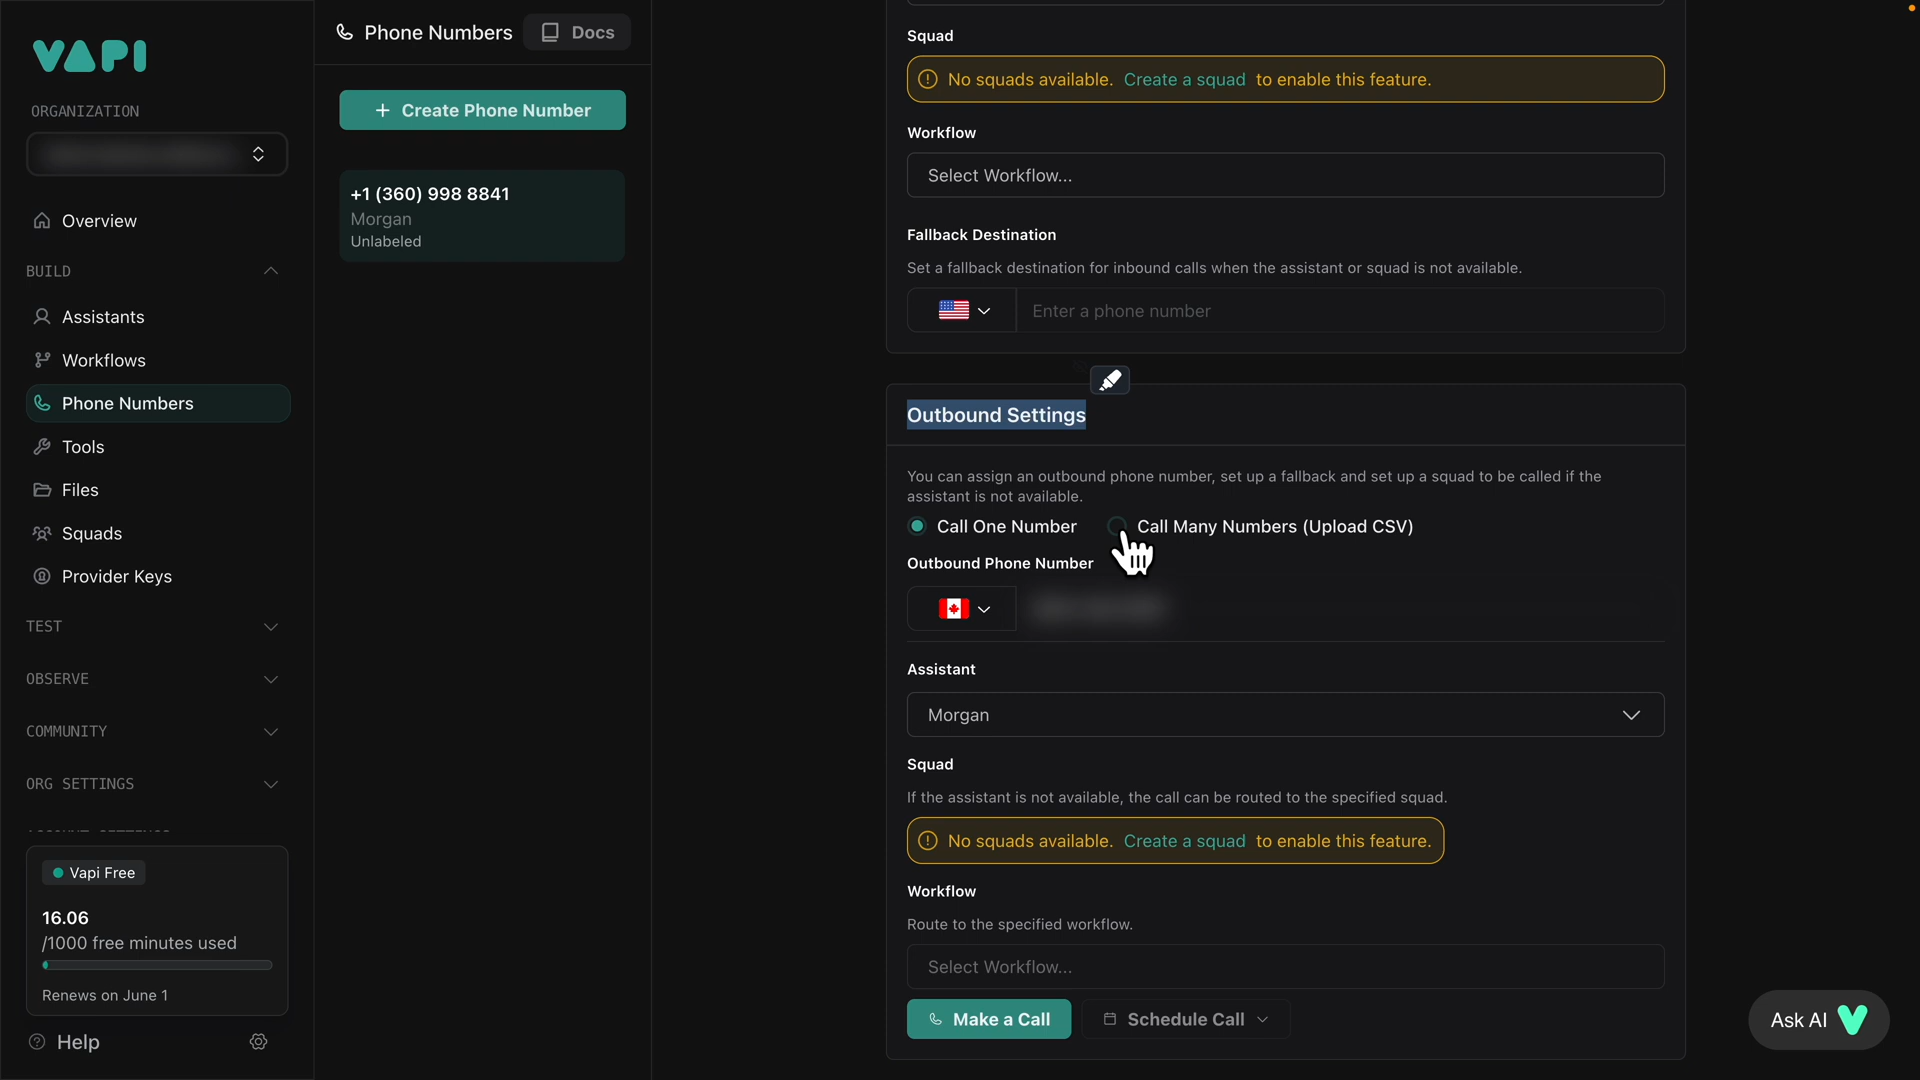 VAPI
ORGANIZATION
Overview
BUILD
Assistants
Workflows
Phone Numbers
Tools
Files
Squads
Provider Keys
TEST
OBSERVE
COMMUNITY
ORG SETTINGS
Vapi Free
16.06
/1000 free minutes used
Renews on June 1
Help
Phone Numbers
Docs
+ Create Phone Number
+1 (360) 998 8841
Morgan
Unlabeled
Squad
No squads available. Create a squad to enable this feature.
Workflow
Select Workflow...
Fallback Destination
Set a fallback destination for inbound calls when the assistant or squad is not available.
Enter a phone number
Outbound Settings
You can assign an outbound phone number, set up a fallback and set up a squad to be called if the
assistant is not available.
Call One Number
Call Many Numbers (Upload CSV)
Outbound Phone Number
Assistant
Morgan
Squad
If the assistant is not available, the call can be routed to the specified squad.
No squads available. Create a squad to enable this feature.
Workflow
Route to the specified workflow.
Select Workflow...
Make a Call
Schedule Call
Ask AI